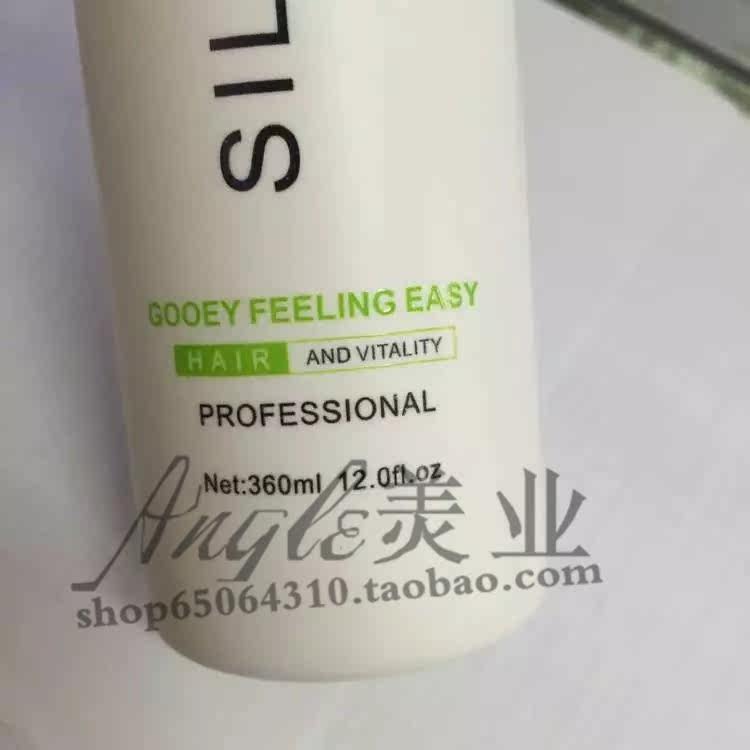 SIL
GOOEY FEELING EASY
HAIR AND VITALITY
PROFESSIONAL
Net:360ml 12.0fl.oz
Angle美业
shop65064310.taobao.com